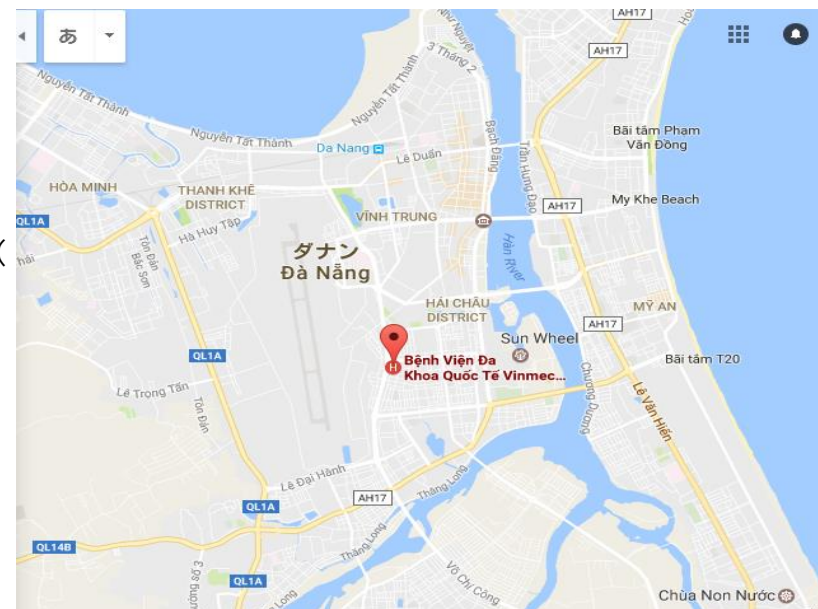 あ
AH17
Như Nguyệt
3 Tháng 2
AH17
Nguyễn Tất Thành
Nguyễn Tất Thành
Nguyễn Tất Thành
Bạch Đằng
Trần Hưng Đạo
Bãi tắm Phạm
Văn Đồng
Da Nang
Lê Duẩn
HÒA MINH
THANH KHÊ
DISTRICT
AH17
My Khe Beach
QL1A
VĨNH TRUNG
Hà Huy Tập
Tôn Đản
Bắc Sơn
Hàn River
ダナン
Đà Nẵng
HẢI CHÂU
DISTRICT
MỸ AN
AH17
Sun Wheel
QL1A
H
Bệnh Viện Đa
Khoa Quốc Tế Vinmec...
Bãi tắm T20
Lê Trọng Tấn
Tôn Đản
Chương Dương
Lê Văn Hiến
Lê Đại Hành
AH17
Thăng Long
QL1A
QL14B
Thăng Long
Võ Chí Công
QL1A
Thăng Long
Chùa Non Nước